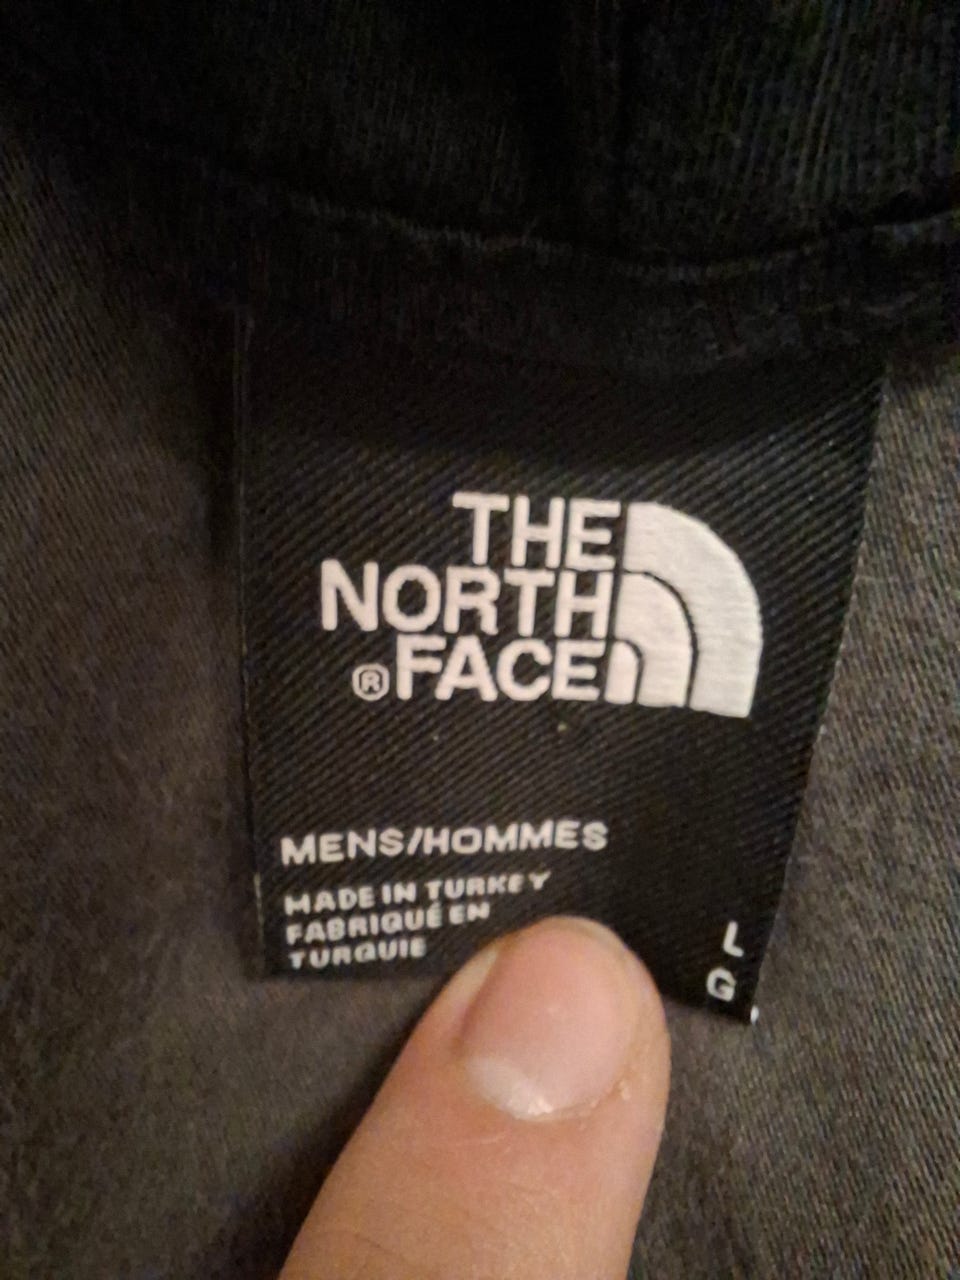 THE
NORTH
FACE
®
MENS/HOMMES
MADE IN TURKEY
FABRIQUÉ EN
TURQUIE
L
G